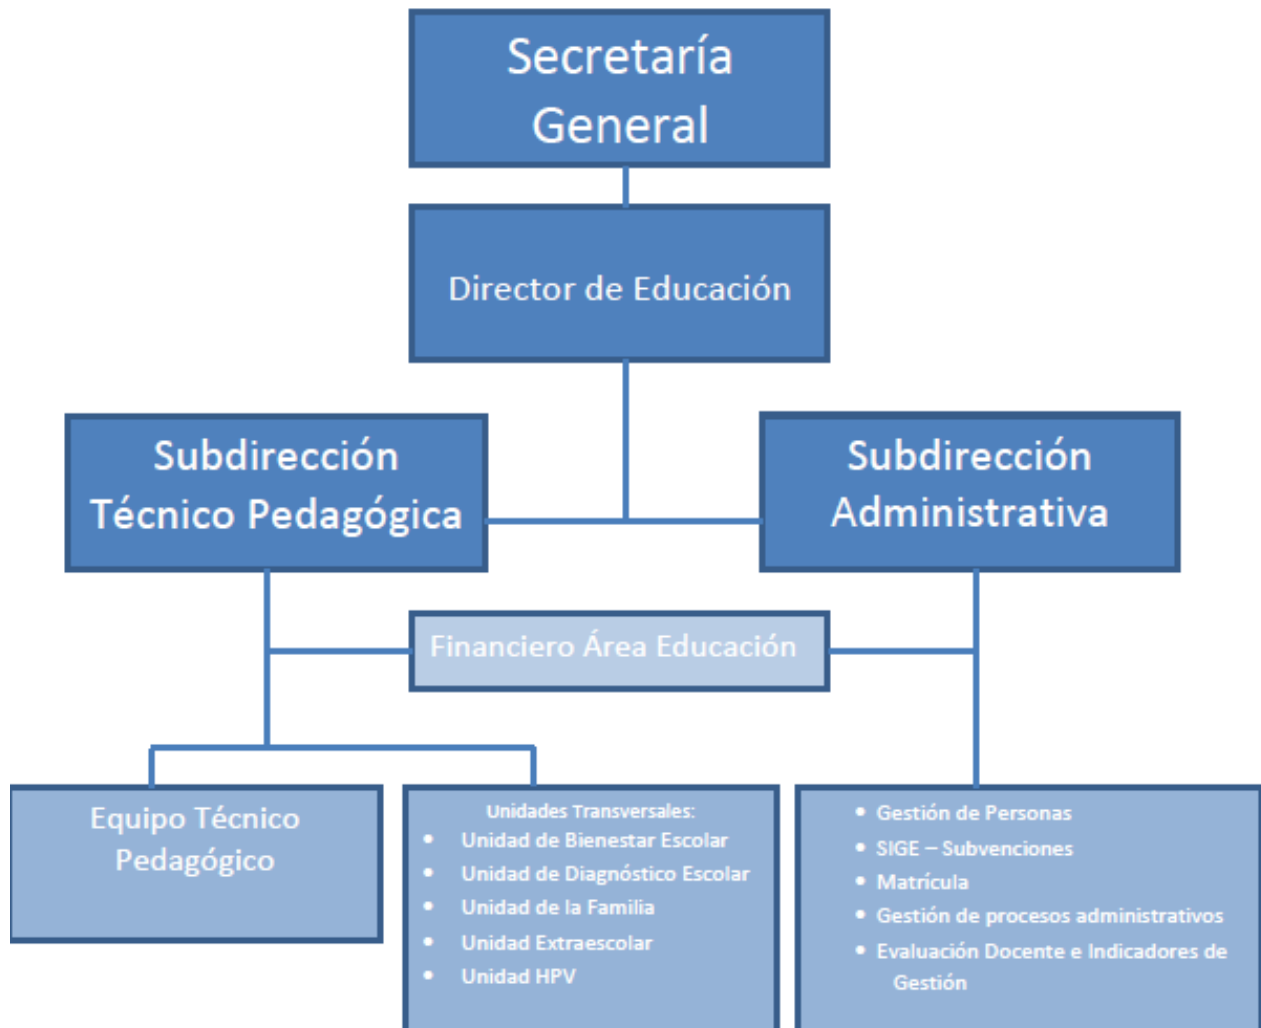 Secretaría
General
Director de Educación
Subdirección
Técnico Pedagógica
Subdirección
Administrativa
Financiero Área Educación
Equipo Técnico
Pedagógico
Unidades Transversales:
• Unidad de Bienestar Escolar
• Unidad de Diagnóstico Escolar
• Unidad de la Familia
• Unidad Extraescolar
• Unidad HPV
• Gestión de Personas
• SIGE – Subvenciones
• Matrícula
• Gestión de procesos administrativos
• Evaluación Docente e Indicadores de
Gestión